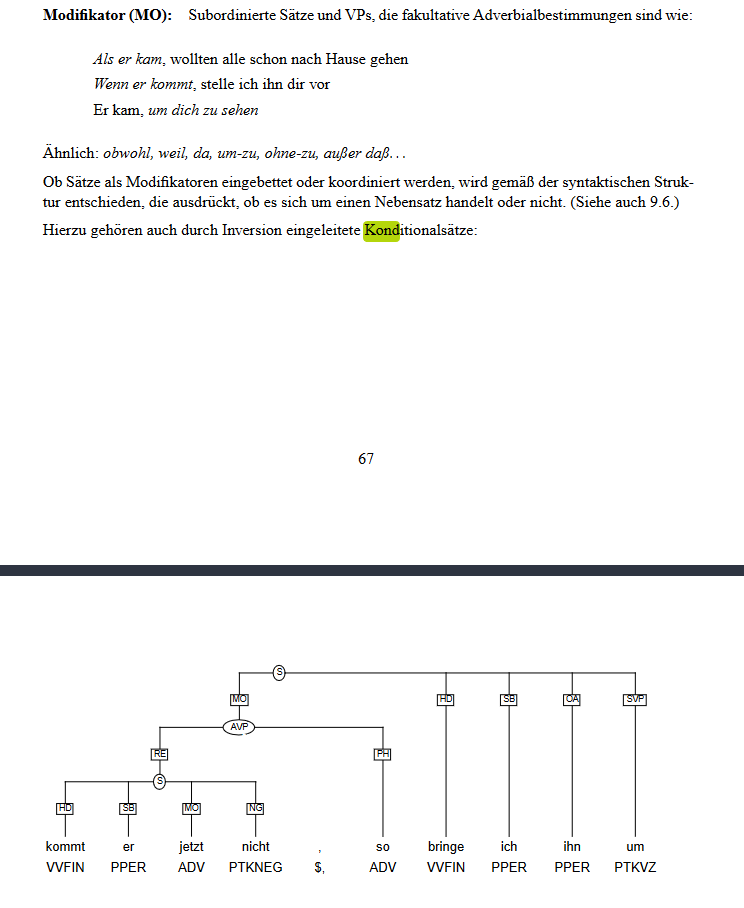 Modifikator (MO): Subordinierte Sätze und VPs, die fakultative Adverbialbestimmungen sind wie:
Als er kam, wollten alle schon nach Hause gehen
Wenn er kommt, stelle ich ihn dir vor
Er kam, um dich zu sehen
Ähnlich: obwohl, weil, da, um-zu, ohne-zu, außer daß…
Ob Sätze als Modifikatoren eingebettet oder koordiniert werden, wird gemäß der syntaktischen Struk-
tur entschieden, die ausdrückt, ob es sich um einen Nebensatz handelt oder nicht. (Siehe auch 9.6.)
Hierzu gehören auch durch Inversion eingeleitete Konditionalsätze:
67
S
MO HD SB OA SVP
AVP
RE PH
S
HD SB MO NG
kommt er jetzt nicht , so bringe ich ihn um
VVFIN PPER ADV PTKNEG $, ADV VVFIN PPER PPER PTKVZ